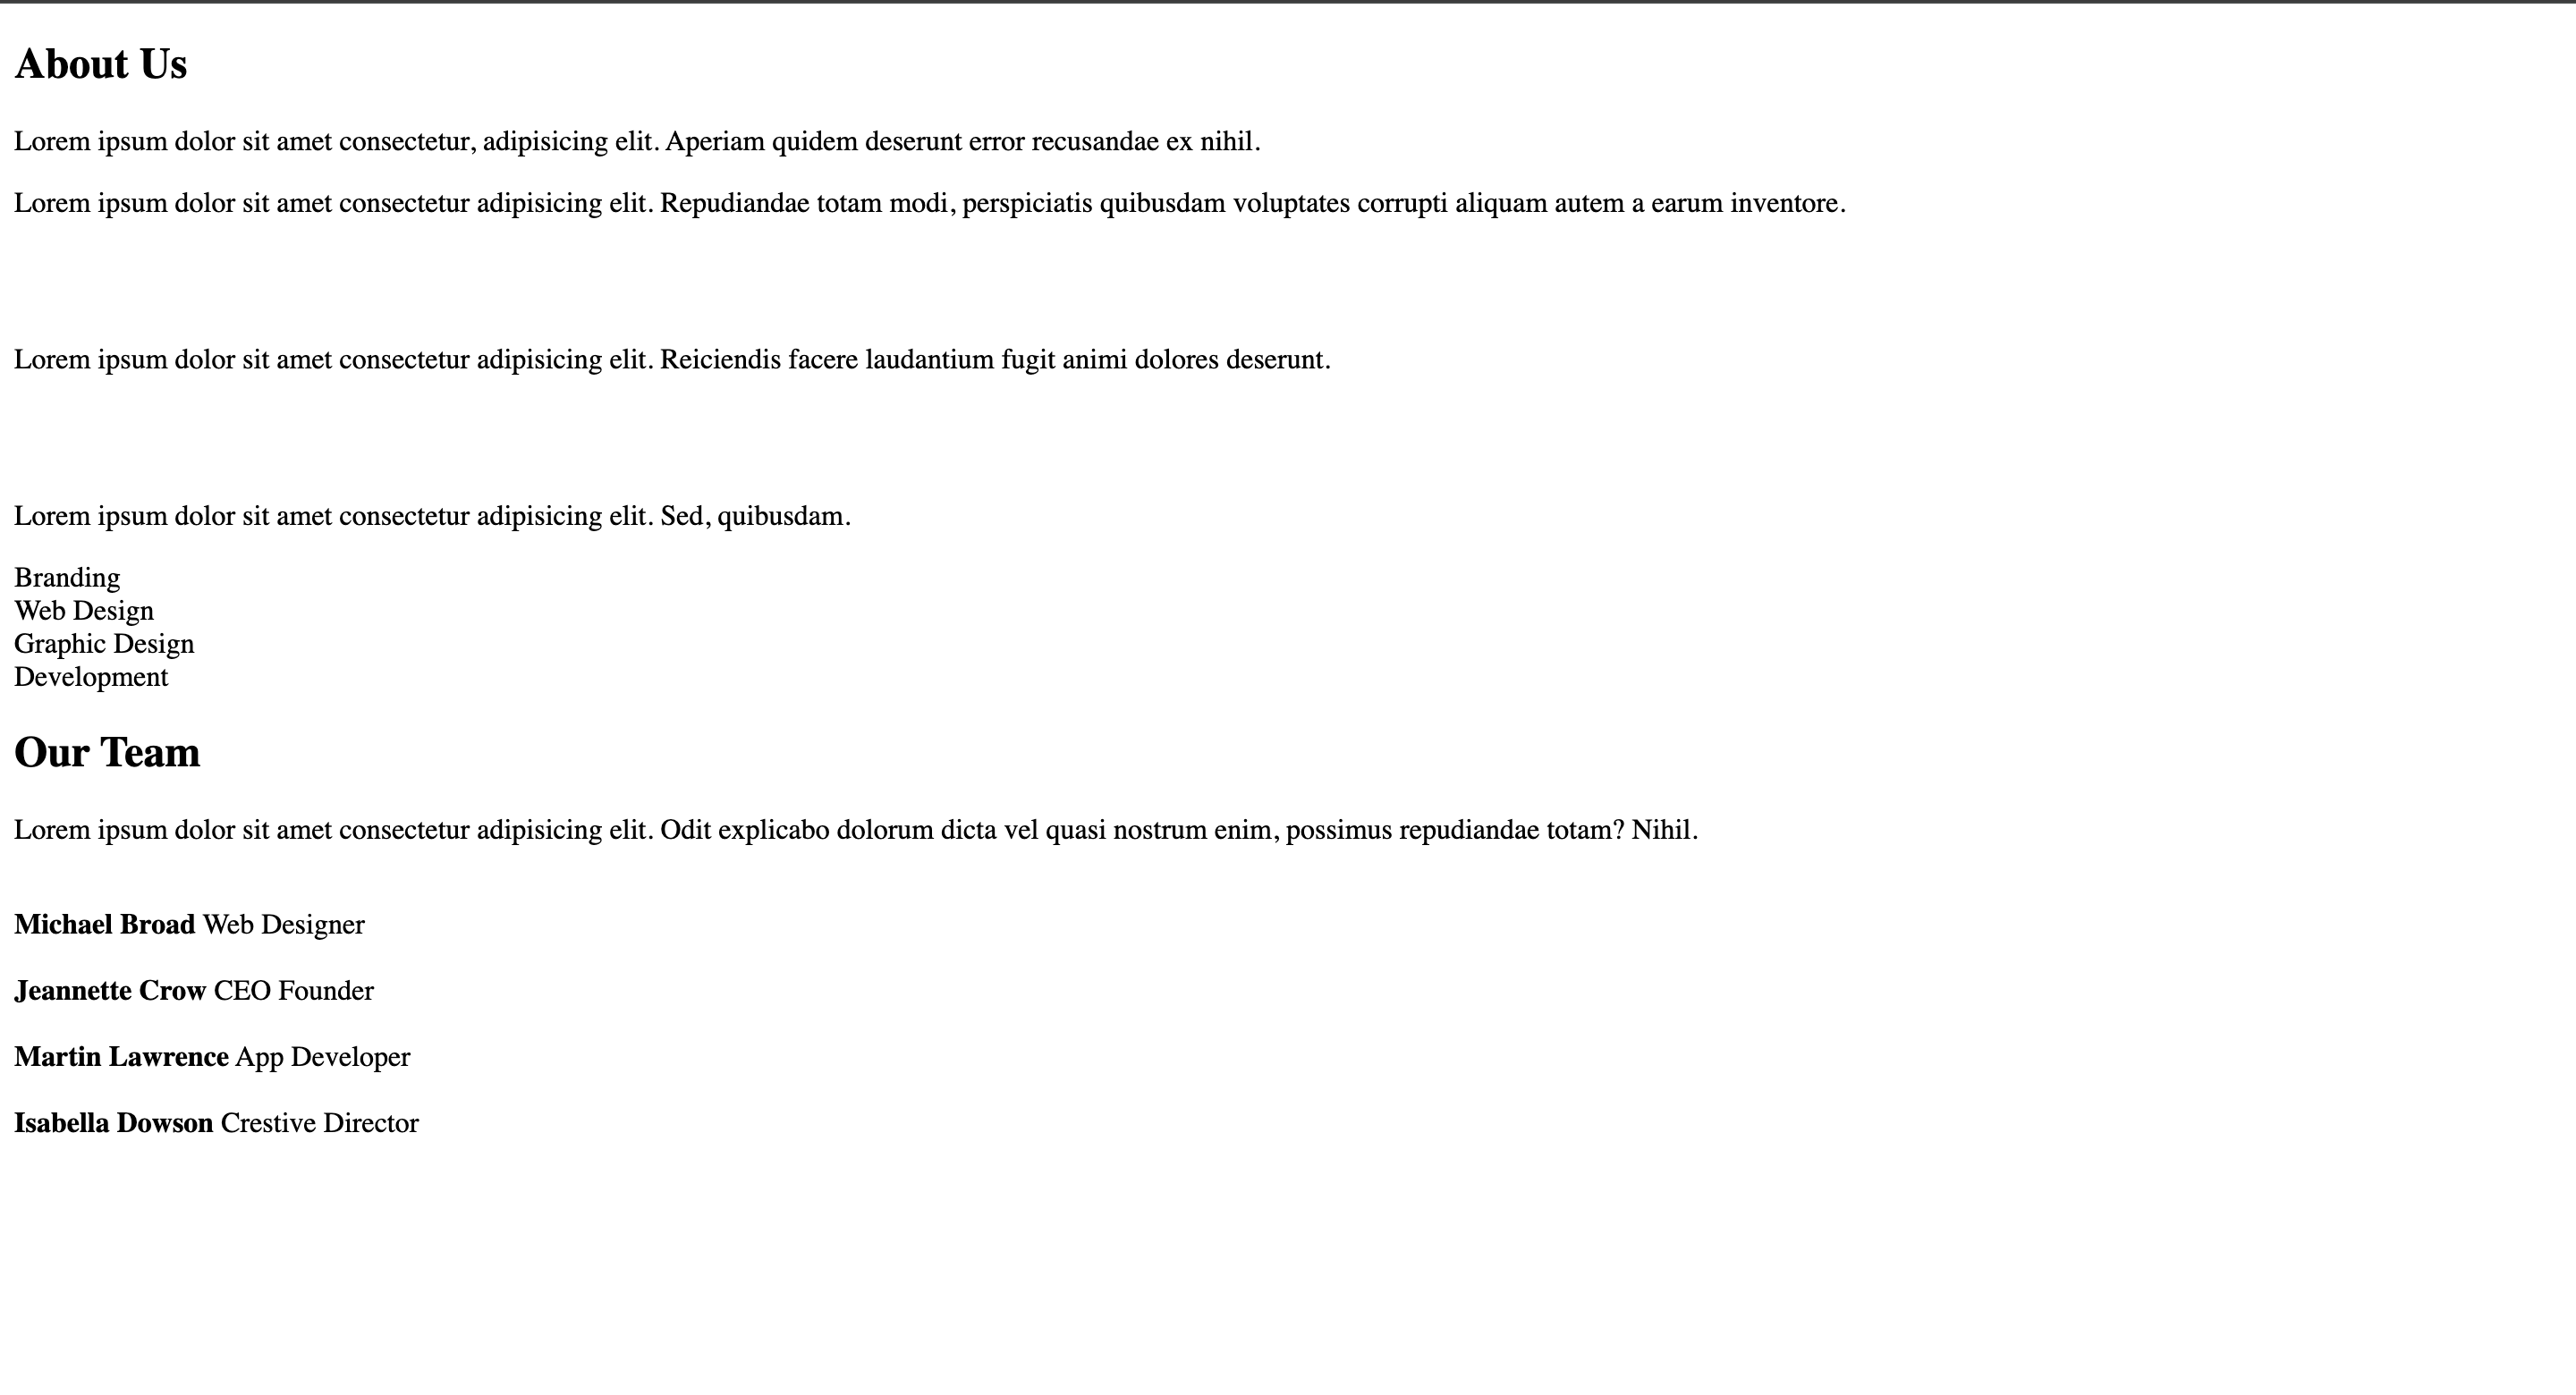 About Us
Lorem ipsum dolor sit amet consectetur, adipisicing elit. Aperiam quidem deserunt error recusandae ex nihil.
Lorem ipsum dolor sit amet consectetur adipisicing elit. Repudiandae totam modi, perspiciatis quibusdam voluptates corrupti aliquam autem a earum inventore.
Lorem ipsum dolor sit amet consectetur adipisicing elit. Reiciendis facere laudantium fugit animi dolores deserunt.
Lorem ipsum dolor sit amet consectetur adipisicing elit. Sed, quibusdam.
Branding
Web Design
Graphic Design
Development
Our Team
Lorem ipsum dolor sit amet consectetur adipisicing elit. Odit explicabo dolorum dicta vel quasi nostrum enim, possimus repudiandae totam? Nihil.
Michael Broad Web Designer
Jeannette Crow CEO Founder
Martin Lawrence App Developer
Isabella Dowson Crestive Director